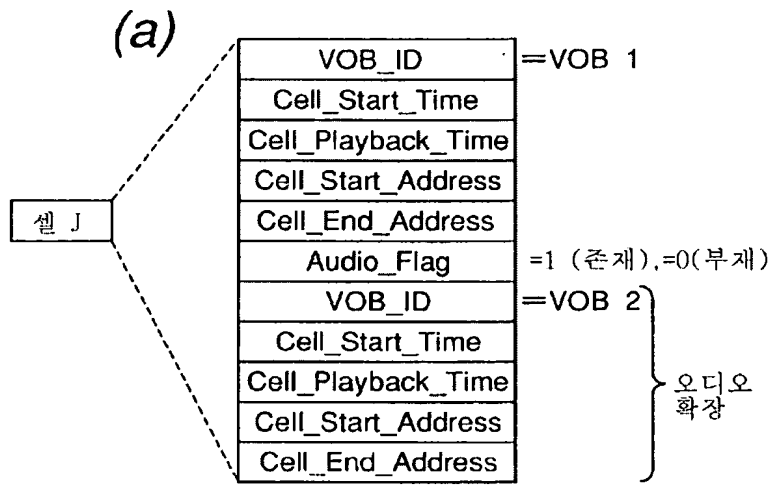 (a)
VOB_ID =VOB 1
Cell_Start_Time
Cell_Playback_Time
Cell_Start_Address
셀 J
Cell_End_Address
Audio_Flag =1 (존재),=0(부재)
VOB_ID =VOB 2
Cell_Start_Time
Cell_Playback_Time
오디오
확장
Cell_Start_Address
Cell_End_Address